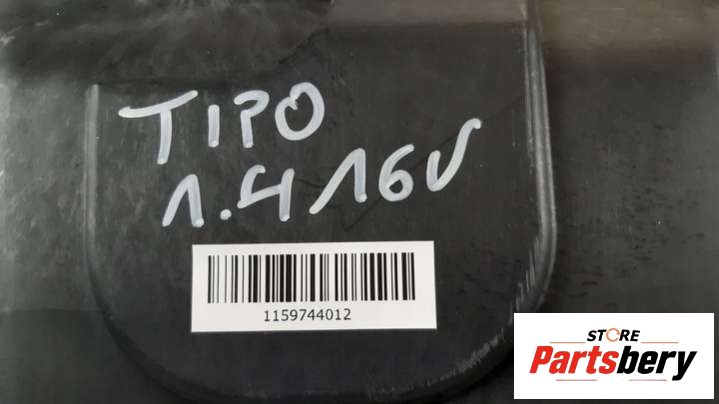 TIPO
1.4 16V
1159744012
STORE
Partsbery